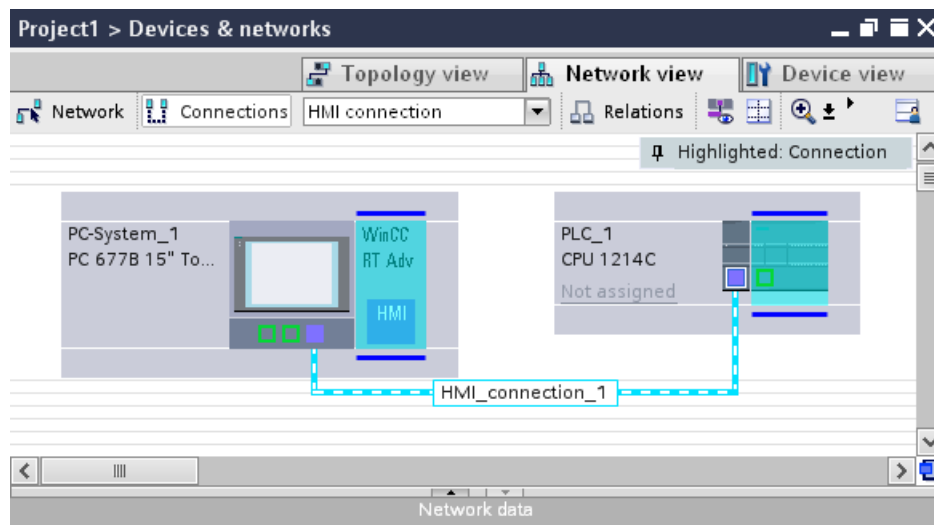 Project1 > Devices & networks
Topology view
Network view
Device view
Network
Connections
HMI connection
Relations
Highlighted: Connection
PC-System_1
PC 677B 15" To...
WinCC
RT Adv
HMI
PLC_1
CPU 1214C
Not assigned
HMI_connection_1
Network data